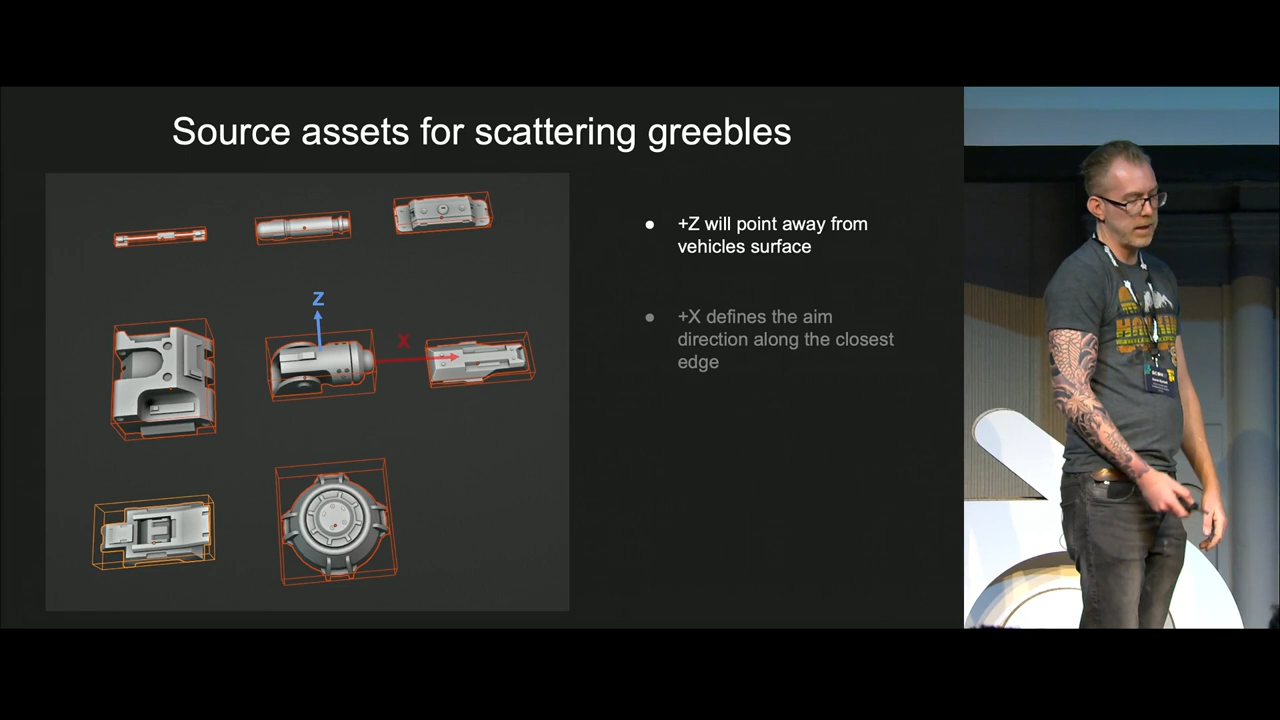 Source assets for scattering greebles
+Z will point away from
vehicles surface
Z
X
+X defines the aim
direction along the closest
edge